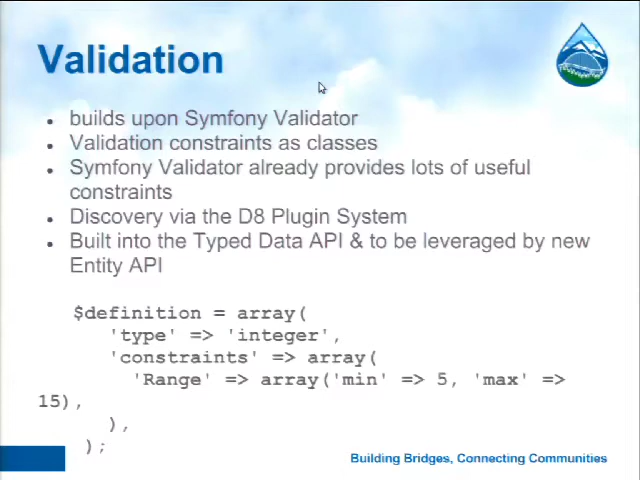 Validation
builds upon Symfony Validator
Validation constraints as classes
Symfony Validator already provides lots of useful
constraints
Discovery via the D8 Plugin System
Built into the Typed Data API & to be leveraged by new
Entity API
$definition = array(
'type' => 'integer',
'constraints' => array(
'Range' => array('min' => 5, 'max' =>
15),
),
);
Building Bridges, Connecting Communities